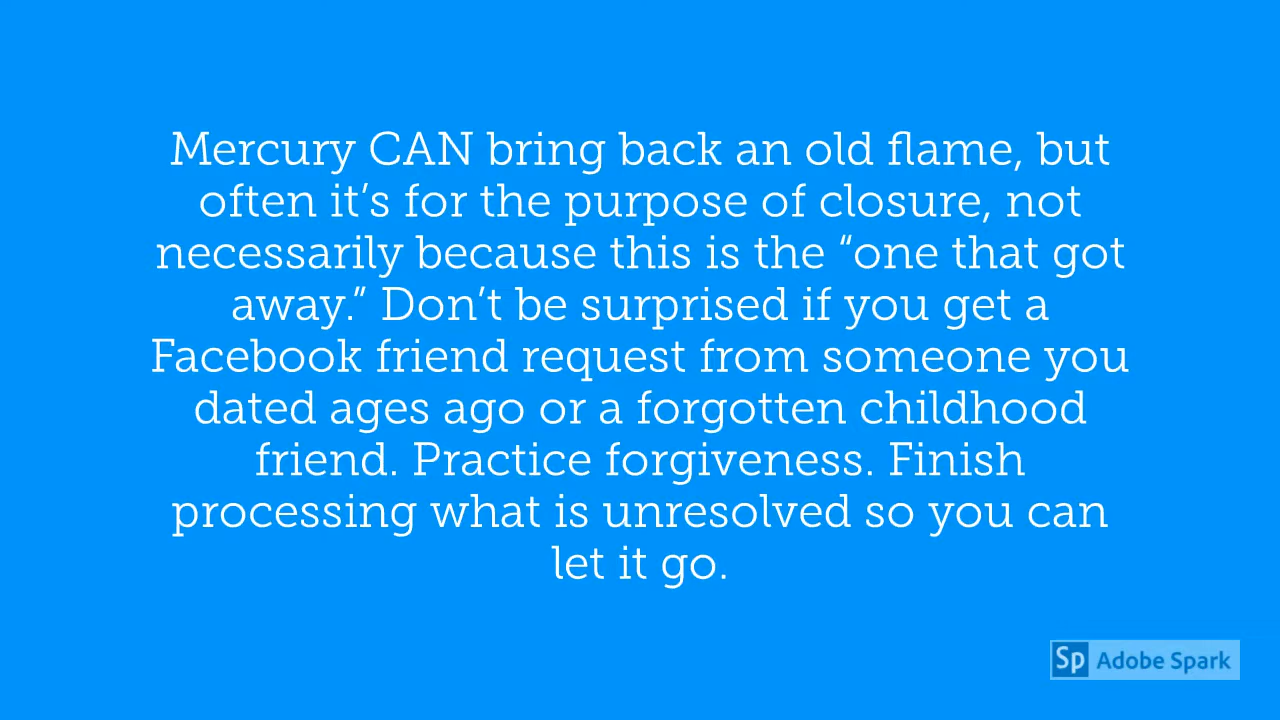 Mercury CAN bring back an old flame, but
often it’s for the purpose of closure, not
necessarily because this is the “one that got
away.” Don’t be surprised if you get a
Facebook friend request from someone you
dated ages ago or a forgotten childhood
friend. Practice forgiveness. Finish
processing what is unresolved so you can
let it go.
Sp Adobe Spark